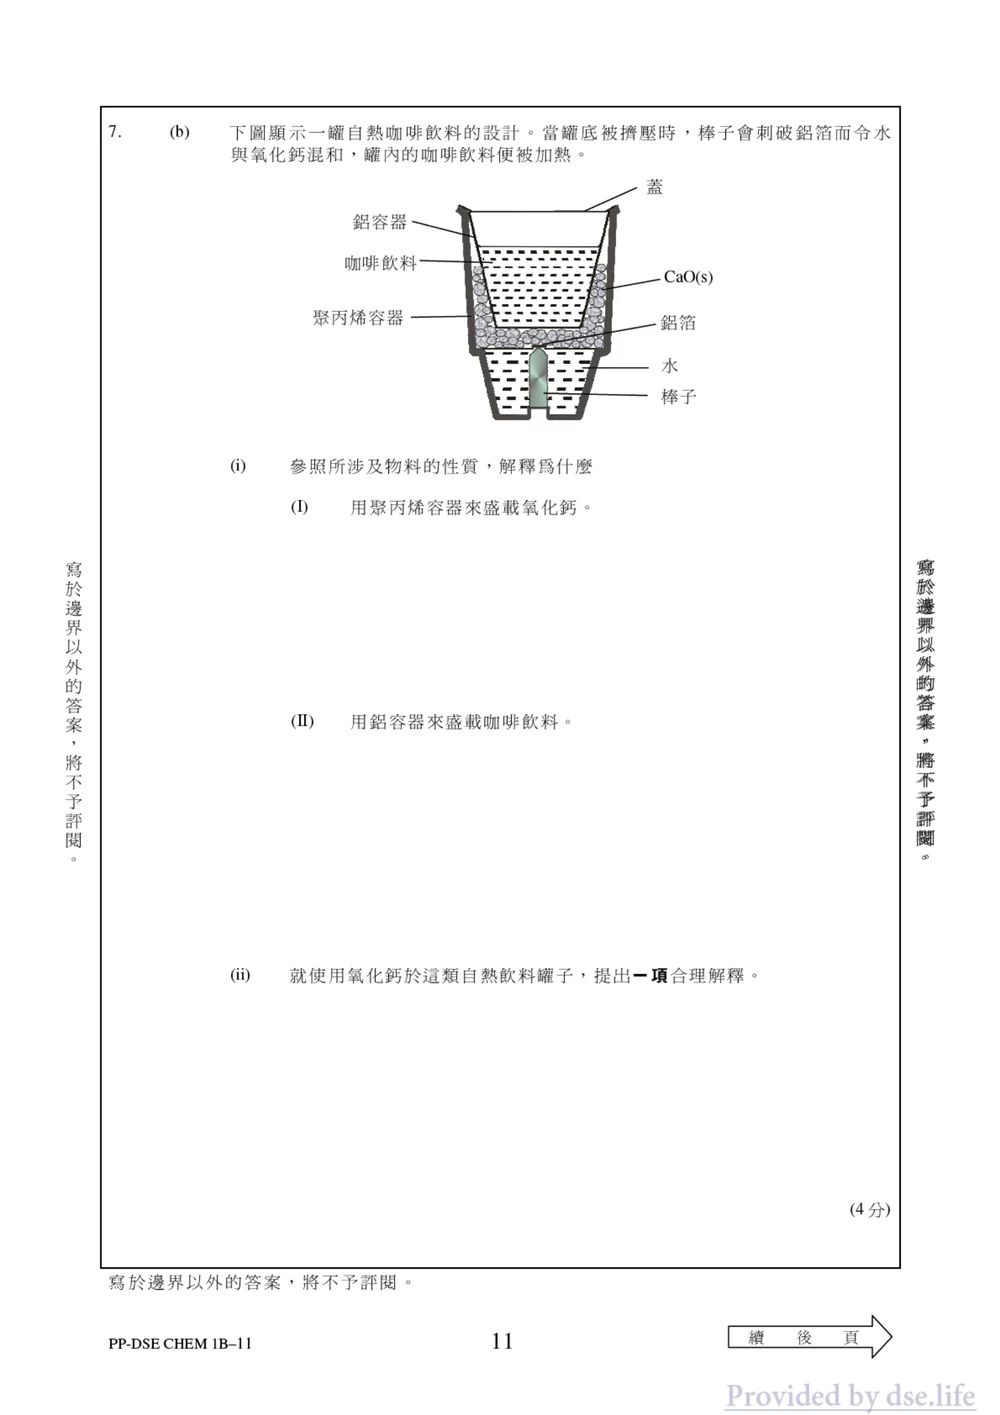 7. (b) 下圖顯示一罐自熱咖啡飲料的設計。當罐底被擠壓時，棒子會刺破鋁箔而令水
與氧化鈣混和，罐內的咖啡飲料便被加熱。
蓋
鋁容器
咖啡飲料
CaO(s)
聚丙烯容器
鋁箔
水
棒子
(i) 參照所涉及物料的性質，解釋爲什麼
(I) 用聚丙烯容器來盛載氧化鈣。
寫於邊界以外的答案，將不予評閱。
寫於邊界以外的答案，將不予評閱。
(II) 用鋁容器來盛載咖啡飲料。
(ii) 就使用氧化鈣於這類自熱飲料罐子，提出一項合理解釋。
(4 分)
寫於邊界以外的答案，將不予評閱。
PP-DSE CHEM 1B–11
11
續 後 頁
Provided by dse.life